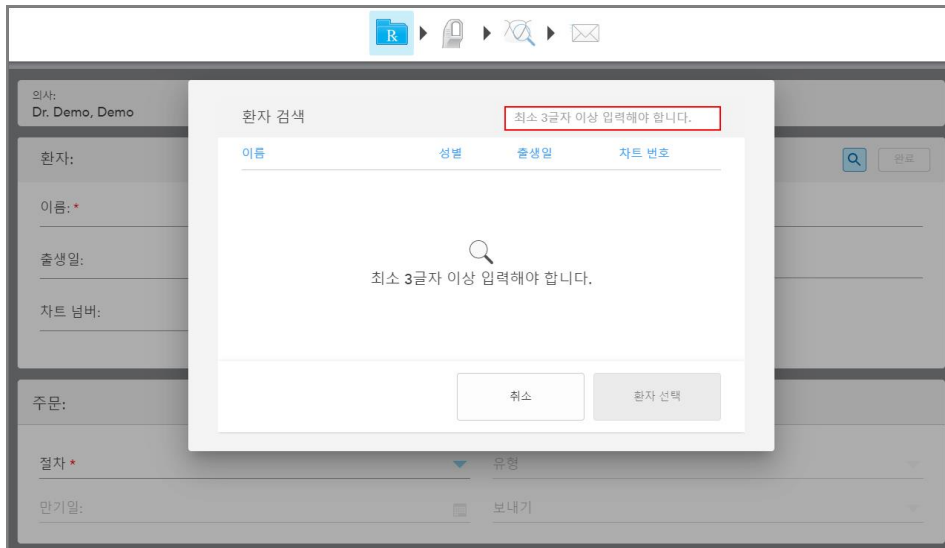 R
의사:
Dr. Demo, Demo
환자 검색
최소 3글자 이상 입력해야 합니다.
이름 성별 출생일 차트 번호
환자:
완료
이름: *
출생일:
최소 3글자 이상 입력해야 합니다.
차트 넘버:
취소 환자 선택
주문:
절차 * 유형
만기일: 보내기